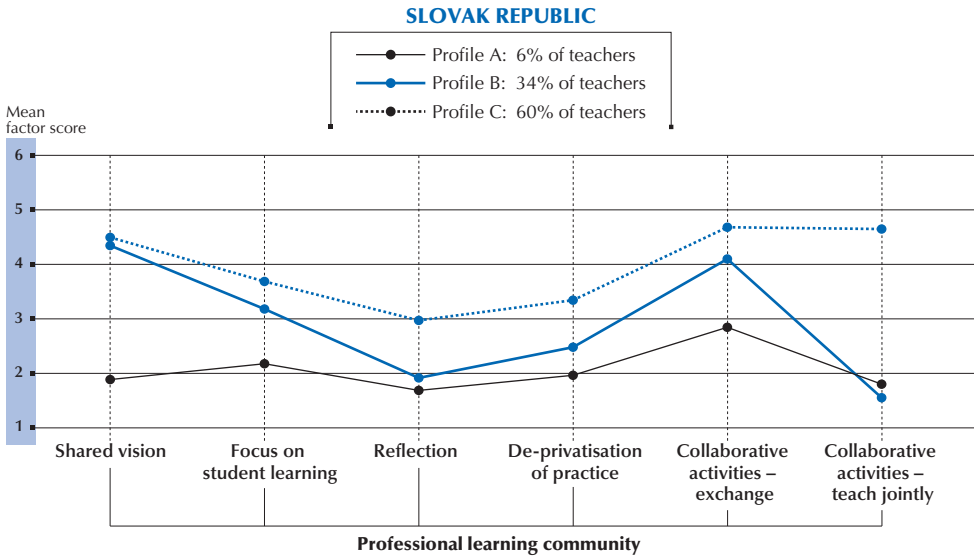 SLOVAK REPUBLIC
Profile A: 6% of teachers
Profile B: 34% of teachers
Profile C: 60% of teachers
Mean
factor score
6
5
4
3
2
1
Shared vision
Focus on
student learning
Reflection
De-privatisation
of practice
Collaborative
activities –
exchange
Collaborative
activities –
teach jointly
Professional learning community